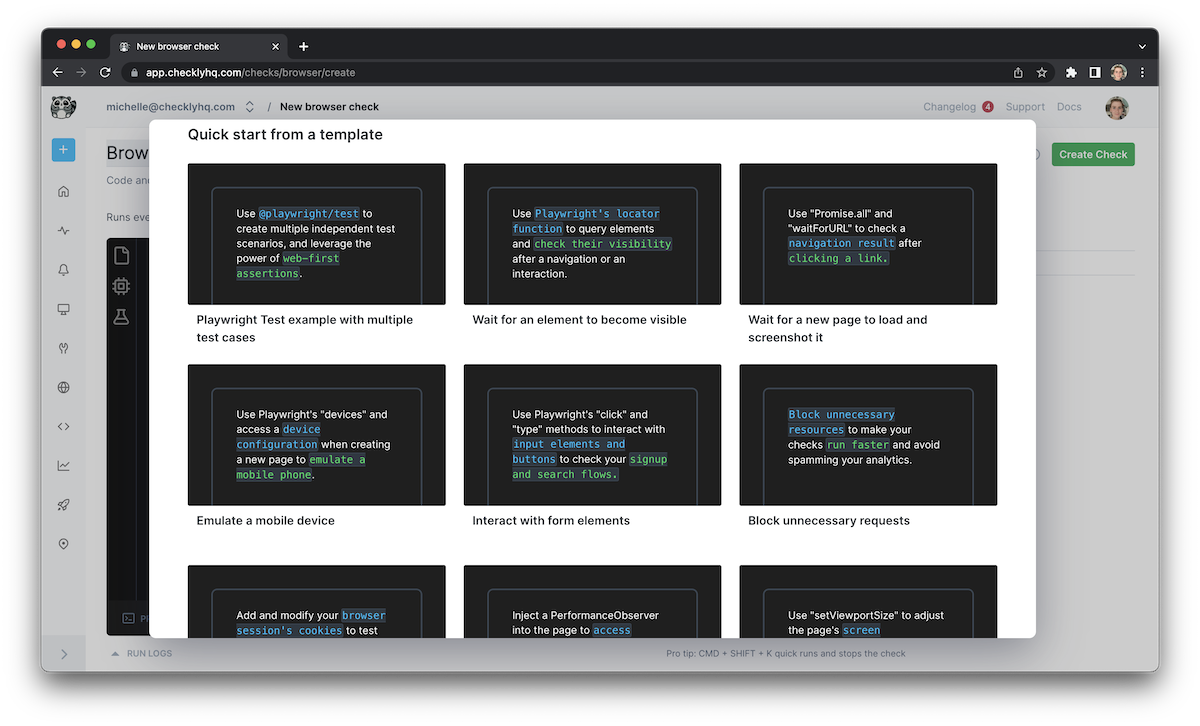 New browser check
app.checklyhq.com/checks/browser/create
michelle@checklyhq.com / New browser check
Changelog 4 Support Docs
Quick start from a template
Create Check
Runs
Use @playwright/test to
create multiple independent test
scenarios, and leverage the
power of web-first
assertions.
Playwright Test example with multiple
test cases
Use Playwright's locator
function to query elements
and check their visibility
after a navigation or an
interaction.
Wait for an element to become visible
Use "Promise.all" and
"waitForURL" to check a
navigation result after
clicking a link.
Wait for a new page to load and
screenshot it
Use Playwright's "devices" and
access a device
configuration when creating
a new page to emulate a
mobile phone.
Emulate a mobile device
Use Playwright's "click" and
"type" methods to interact with
input elements and
buttons to check your signup
and search flows.
Interact with form elements
Block unnecessary
resources to make your
checks run faster and avoid
spamming your analytics.
Block unnecessary requests
Add and modify your browser
session's cookies to test
Inject a PerformanceObserver
into the page to access
Use "setViewportSize" to adjust
the page's screen
RUN LOGS
Pro tip: CMD + SHIFT + K quick runs and stops the check